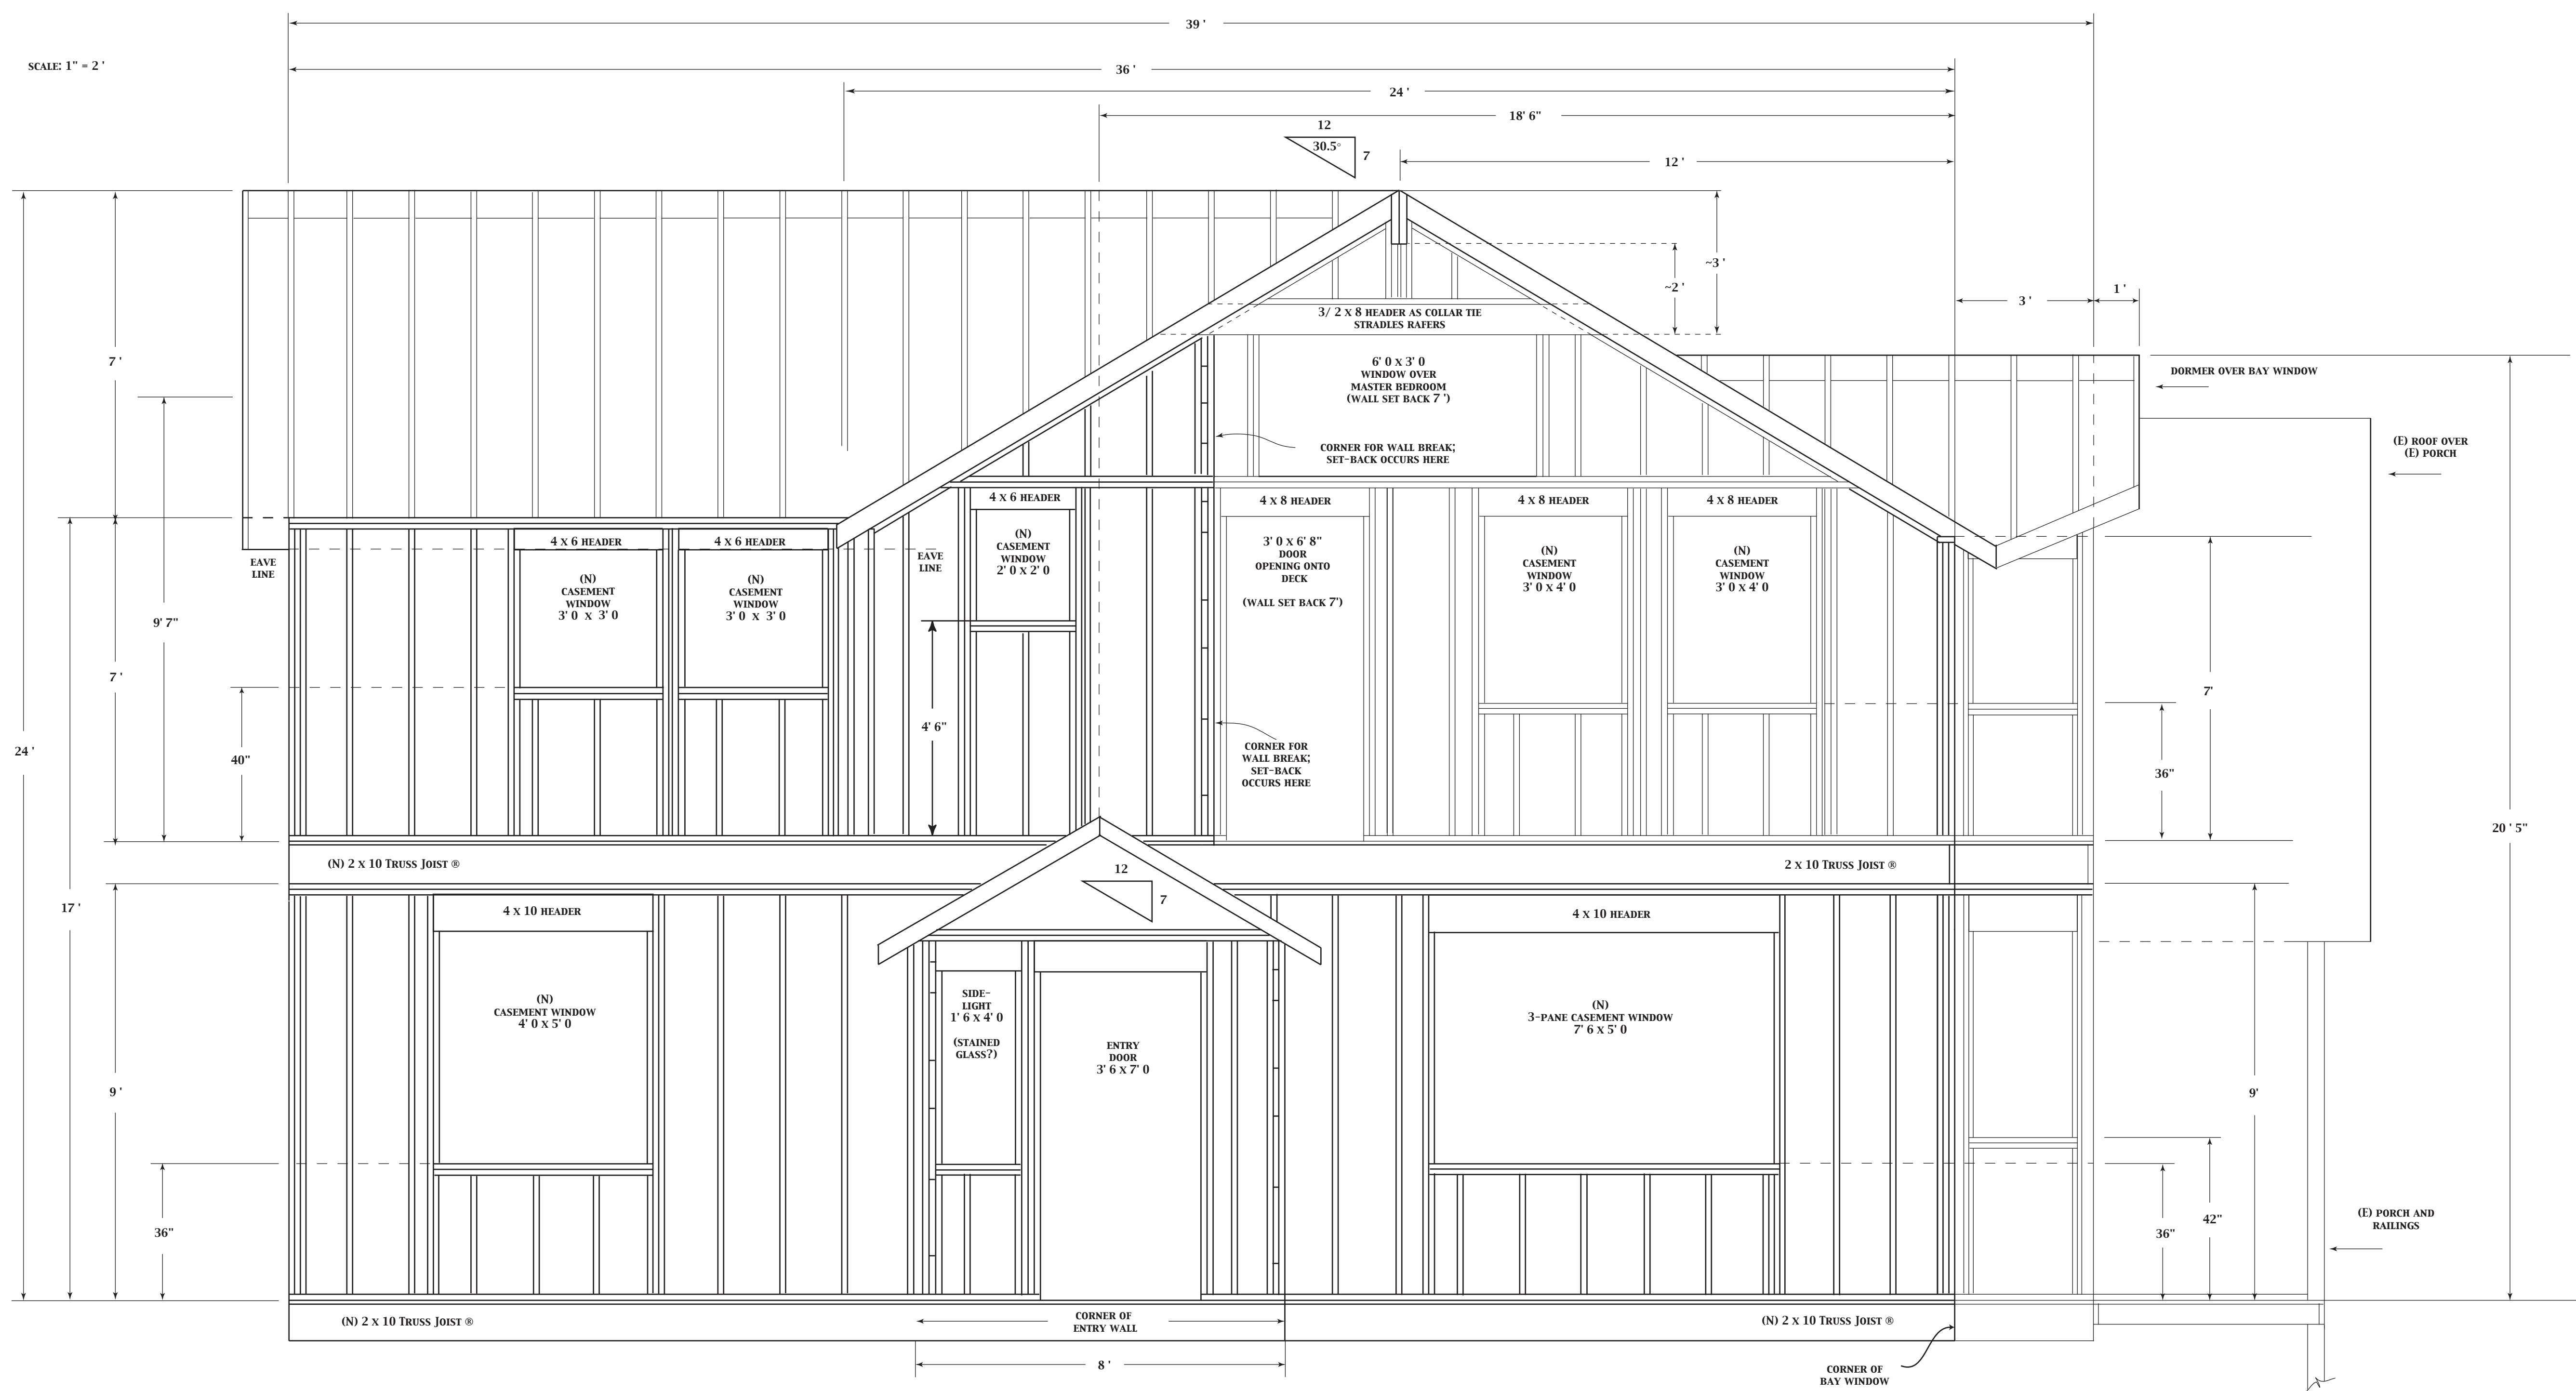 39 '
SCALE: 1" = 2 '
36 '
24 '
18' 6"
12
30.5°
7
12 '
~3 '
~2 '
1 '
3 '
3/ 2 X 8 HEADER AS COLLAR TIE
STRADLES RAFERS
7 '
6' 0 X 3' 0
WINDOW OVER
MASTER BEDROOM
(WALL SET BACK 7 ')
DORMER OVER BAY WINDOW
(E) ROOF OVER
(E) PORCH
CORNER FOR WALL BREAK;
SET-BACK OCCURS HERE
4 X 6 HEADER
4 X 8 HEADER
4 X 8 HEADER
4 X 8 HEADER
4 X 6 HEADER
4 X 6 HEADER
EAVE
LINE
EAVE
LINE
(N)
CASEMENT
WINDOW
2' 0 X 2' 0
3' 0 X 6' 8"
DOOR
OPENING ONTO
DECK
(WALL SET BACK 7')
(N)
CASEMENT
WINDOW
3' 0 X 4' 0
(N)
CASEMENT
WINDOW
3' 0 X 4' 0
(N)
CASEMENT
WINDOW
3' 0 X 3' 0
(N)
CASEMENT
WINDOW
3' 0 X 3' 0
9' 7"
7 '
7'
24 '
40"
4' 6"
CORNER FOR
WALL BREAK;
SET-BACK
OCCURS HERE
36"
20 ' 5"
(N) 2 X 10 TRUSS JOIST ®
12
7
2 X 10 TRUSS JOIST ®
17 '
4 X 10 HEADER
4 X 10 HEADER
(N)
CASEMENT WINDOW
4' 0 X 5' 0
SIDE-
LIGHT
1' 6 X 4' 0
(STAINED
GLASS?)
ENTRY
DOOR
3' 6 X 7' 0
(N)
3-PANE CASEMENT WINDOW
7' 6 X 5' 0
9 '
9'
36"
36"
42"
(E) PORCH AND
RAILINGS
(N) 2 X 10 TRUSS JOIST ®
CORNER OF
ENTRY WALL
(N) 2 X 10 TRUSS JOIST ®
8 '
CORNER OF
BAY WINDOW